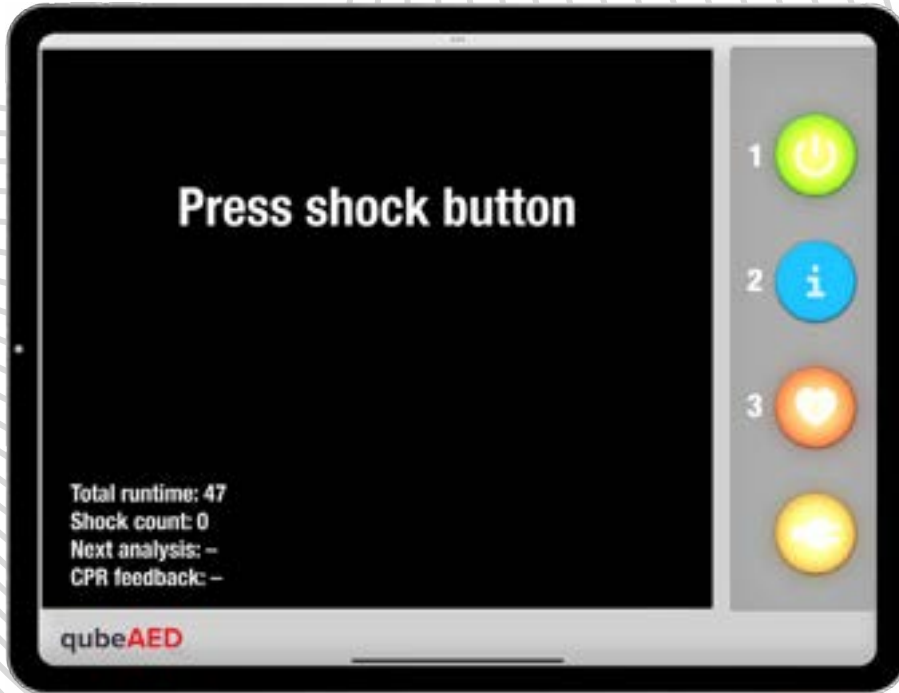 Press shock button
Total runtime: 47
Shock count: 0
Next analysis: –
CPR feedback: –
qubeAED
1
2
i
3